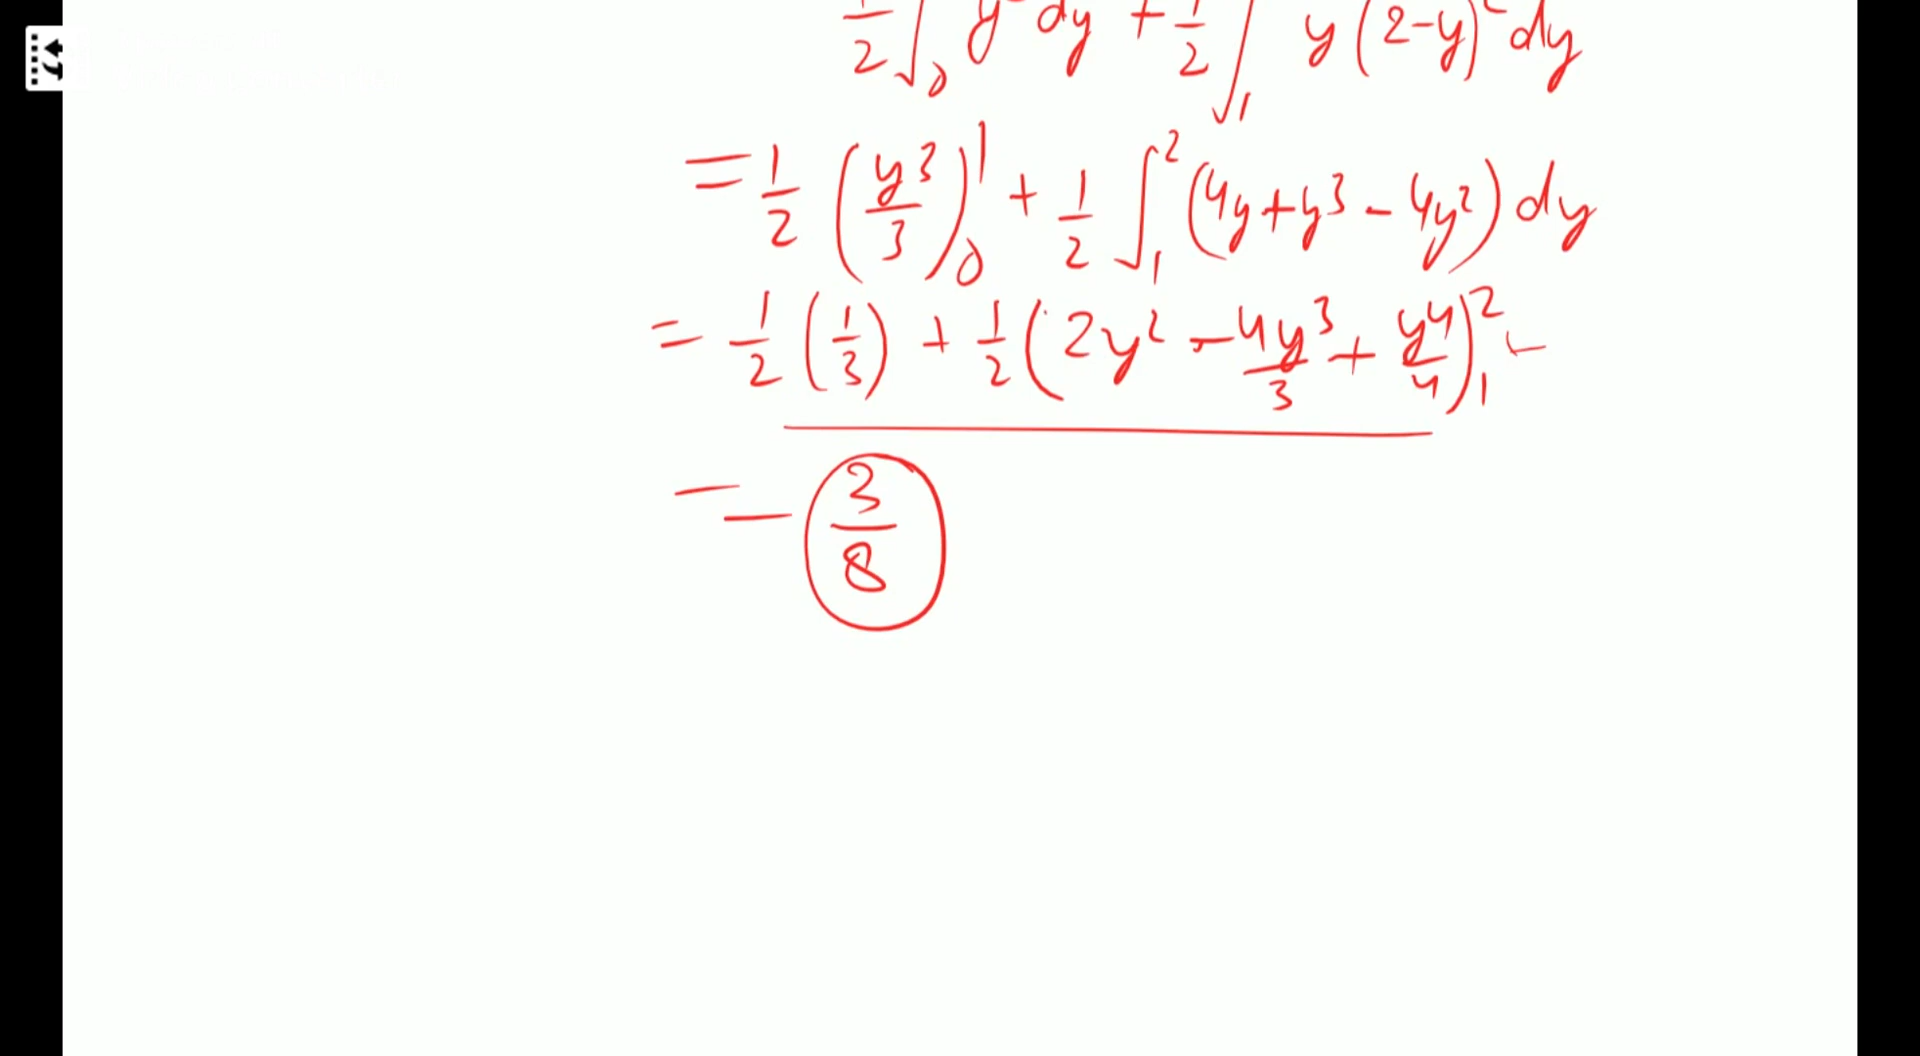 1/2 ∫₀ y² dy + 1/2 ∫₁ y(2-y)² dy
= 1/2 (y³/3)₀¹ + 1/2 ∫₁² (4y+y³-4y²) dy
= 1/2 (1/3) + 1/2 (2y² - 4y³/3 + y⁴/4)₁²
= 3/8